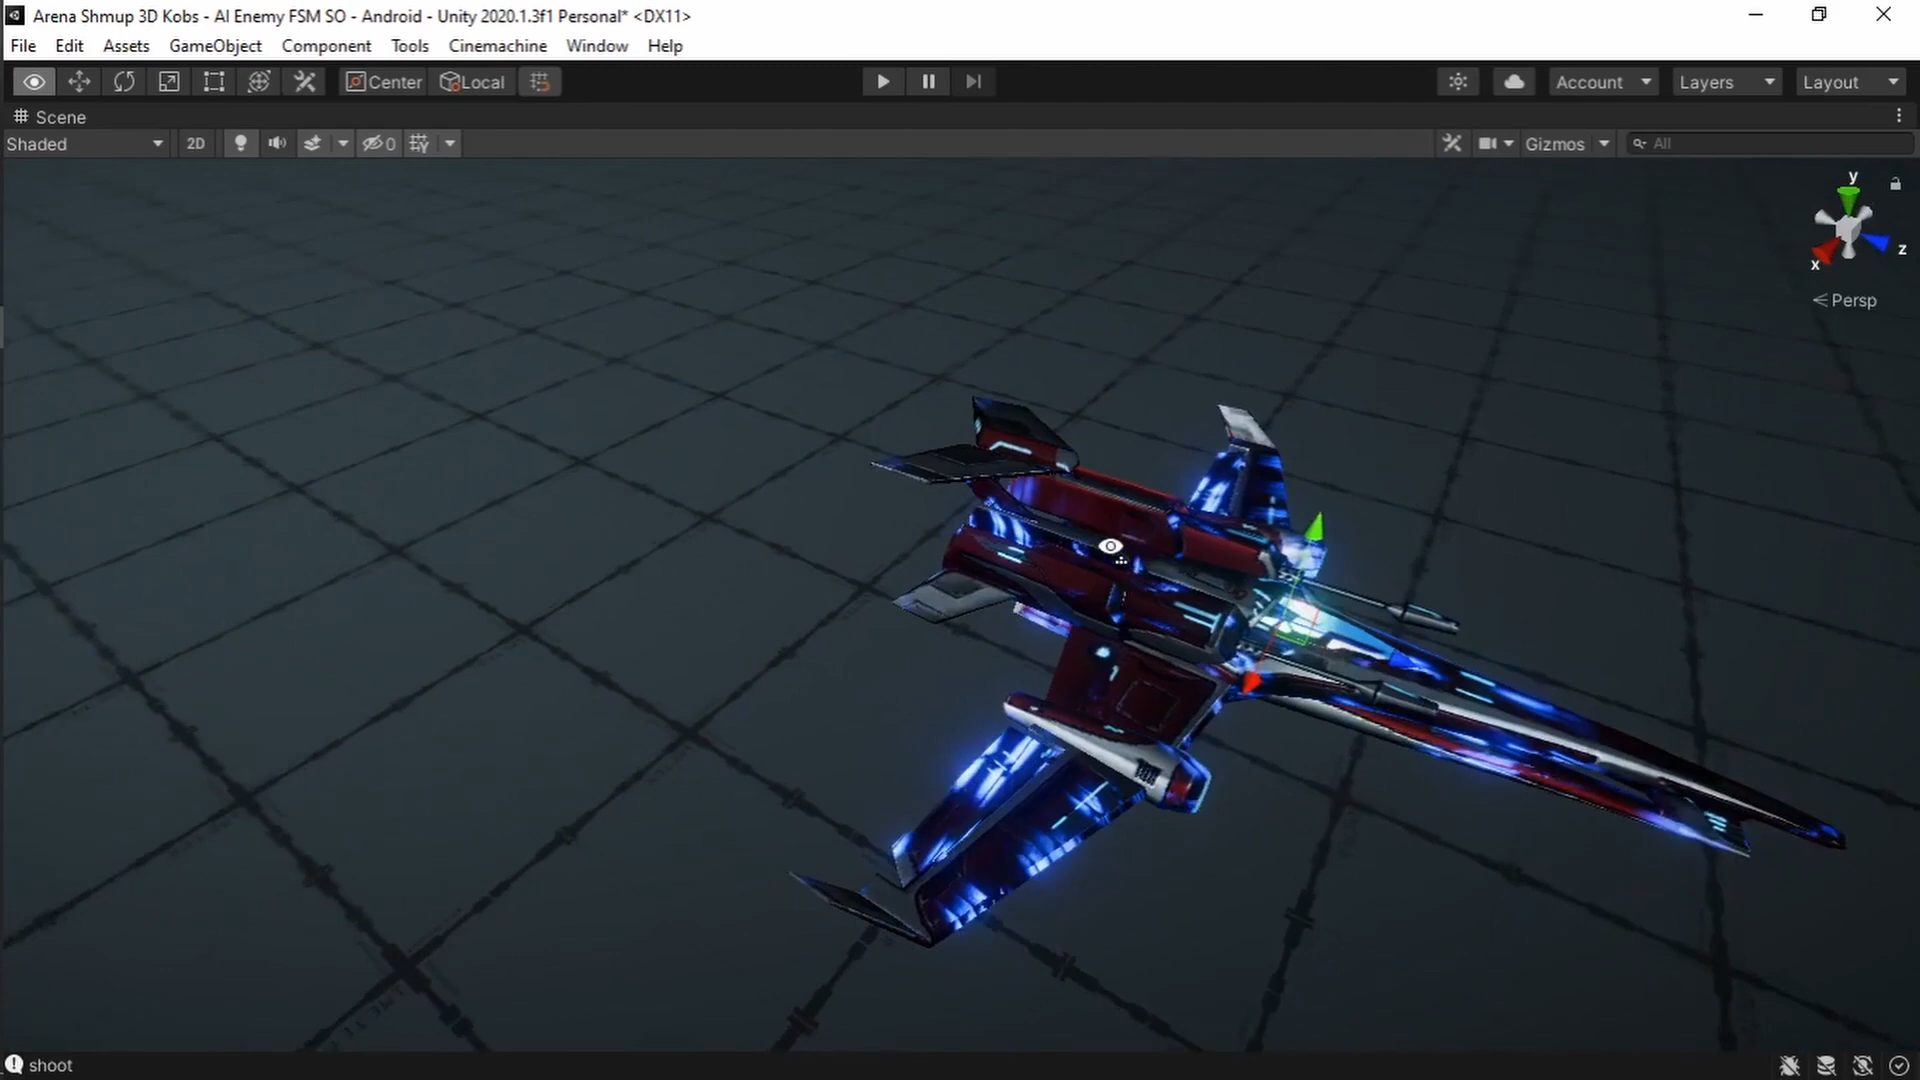 Arena Shmup 3D Kobs - AI Enemy FSM SO - Android - Unity 2020.1.3f1 Personal* <DX11>
File Edit Assets GameObject Component Tools Cinemachine Window Help
Center Local Account Layers Layout
Scene
Shaded 2D 0 Gizmos All
y
z
x
Persp
shoot